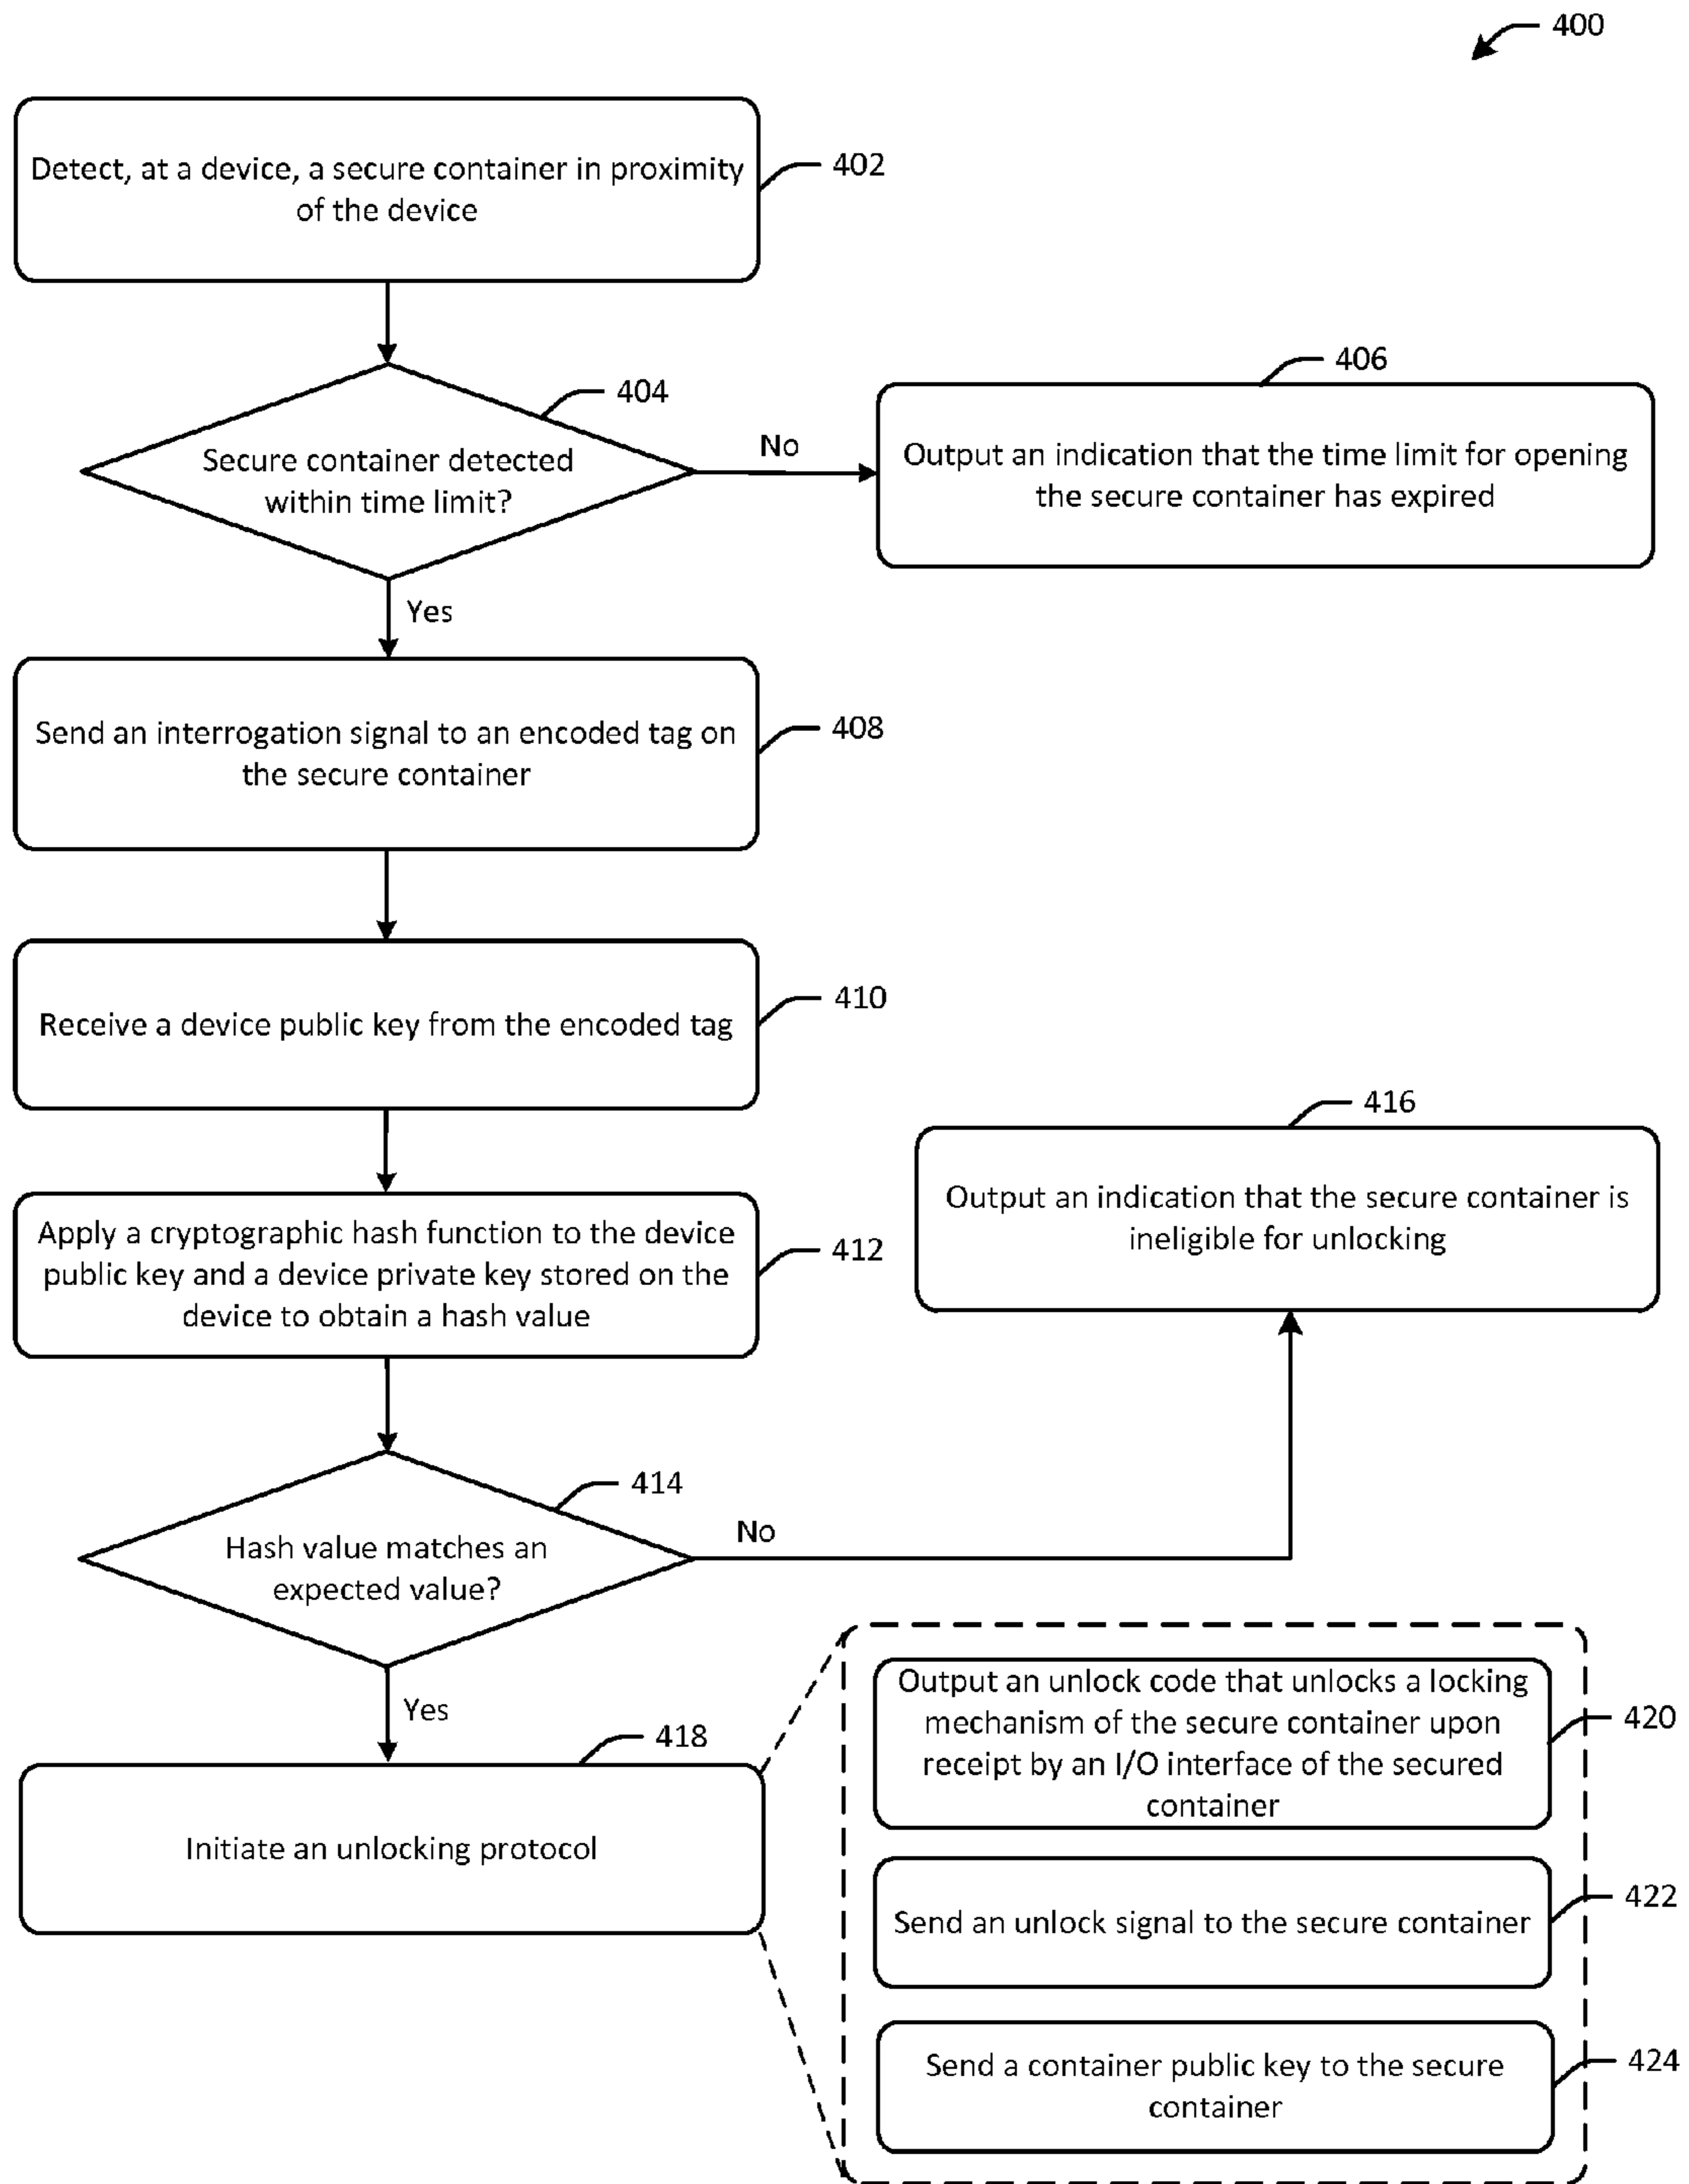 400
Detect, at a device, a secure container in proximity
of the device
402
404
Secure container detected
within time limit?
No
406
Output an indication that the time limit for opening
the secure container has expired
Yes
Send an interrogation signal to an encoded tag on
the secure container
408
Receive a device public key from the encoded tag
410
Apply a cryptographic hash function to the device
public key and a device private key stored on the
device to obtain a hash value
412
414
Hash value matches an
expected value?
No
416
Output an indication that the secure container is
ineligible for unlocking
Yes
418
Initiate an unlocking protocol
Output an unlock code that unlocks a locking
mechanism of the secure container upon
receipt by an I/O interface of the secured
container
420
Send an unlock signal to the secure container
422
Send a container public key to the secure
container
424